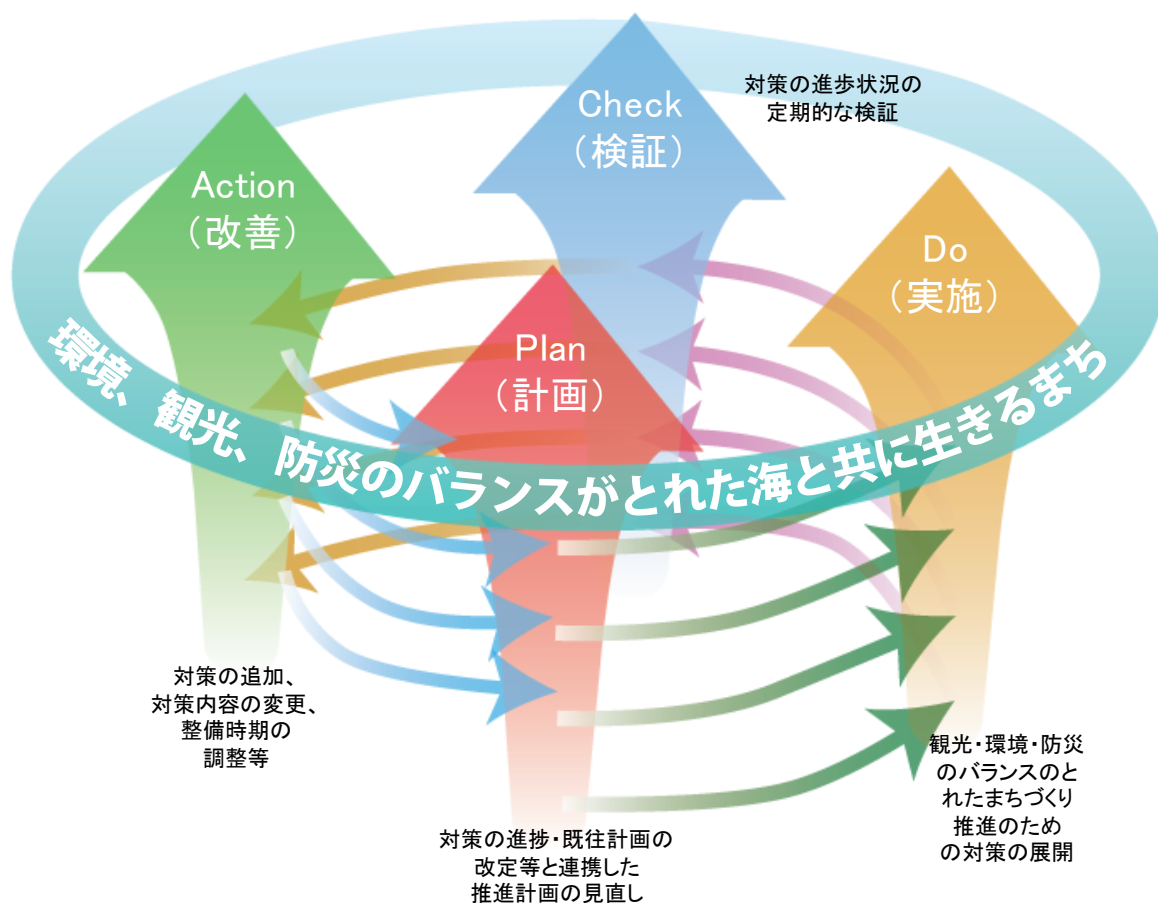 Check
（検証）
対策の進歩状況の
定期的な検証
Action
（改善）
Do
（実施）
Plan
（計画）
環境、観光、防災のバランスがとれた海と共に生きるまち
対策の追加、
対策内容の変更、
整備時期の
調整等
観光・環境・防災
のバランスのと
れたまちづくり
推進のため
の対策の展開
対策の進捗・既往計画の
改定等と連携した
推進計画の見直し